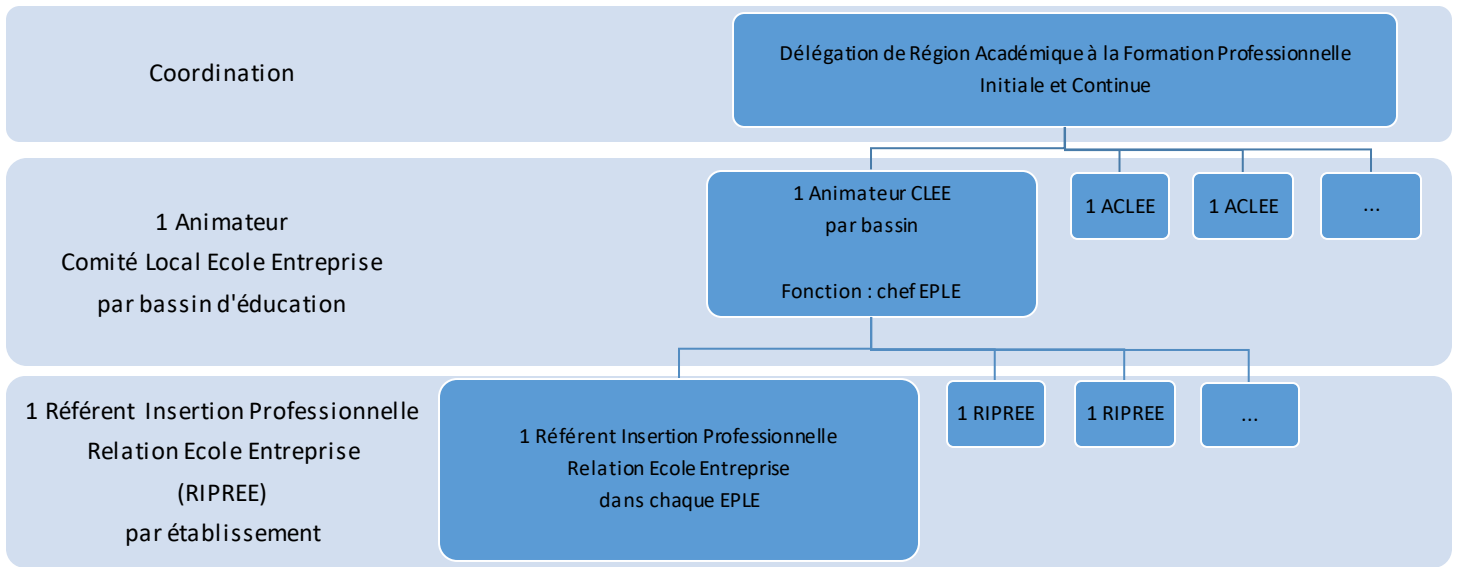 Coordination
Délégation de Région Académique à la Formation Professionnelle
Initiale et Continue
1 Animateur
Comité Local Ecole Entreprise
par bassin d'éducation
1 Animateur CLEE
par bassin
Fonction : chef EPLE
1 ACLEE
1 ACLEE
...
1 Référent Insertion Professionnelle
Relation Ecole Entreprise
(RIPREE)
par établissement
1 Référent Insertion Professionnelle
Relation Ecole Entreprise
dans chaque EPLE
1 RIPREE
1 RIPREE
...